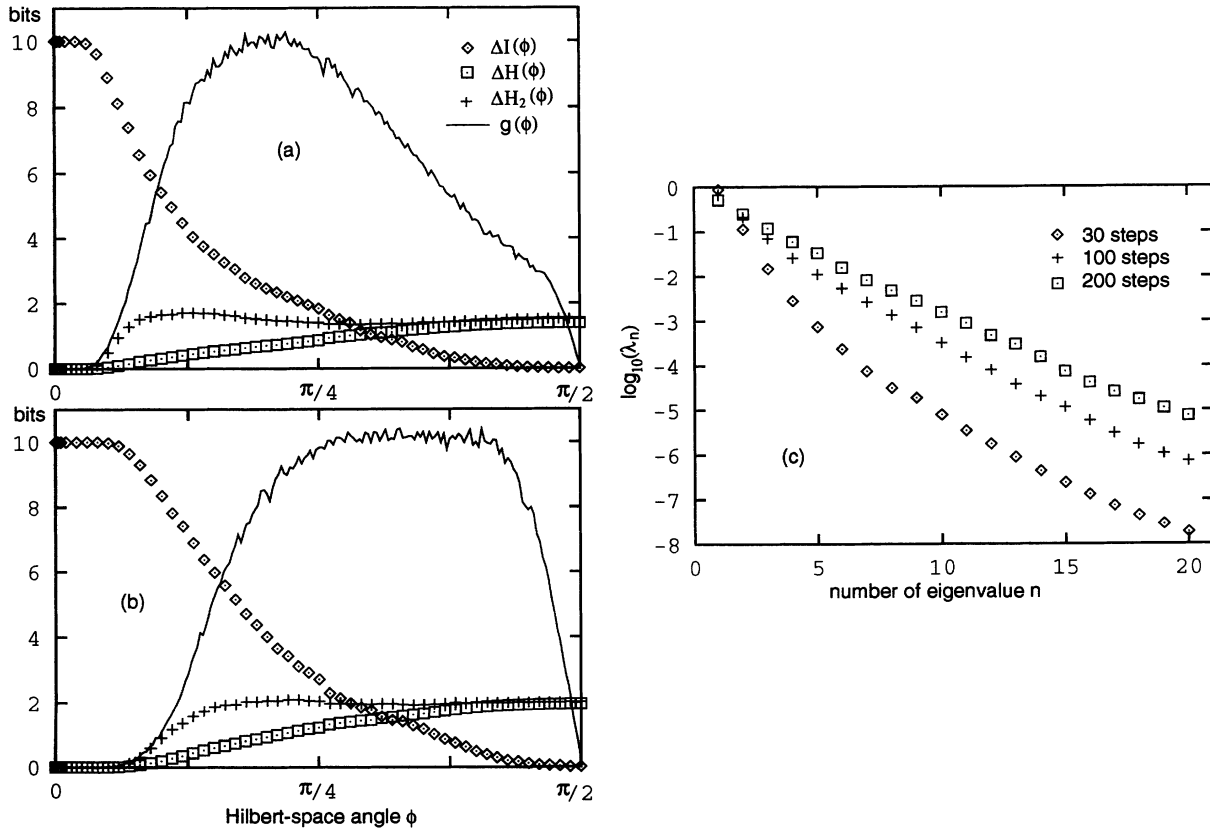 bits
10
8
6
4
2
0
ΔI(ϕ)
ΔH(ϕ)
ΔH₂(ϕ)
g(ϕ)
(a)
0
π/4
π/2
bits
10
8
6
4
2
0
(b)
0
π/4
π/2
Hilbert-space angle ϕ
log₁₀(λₙ)
0
-1
-2
-3
-4
-5
-6
-7
-8
30 steps
100 steps
200 steps
(c)
0
5
10
15
20
number of eigenvalue n